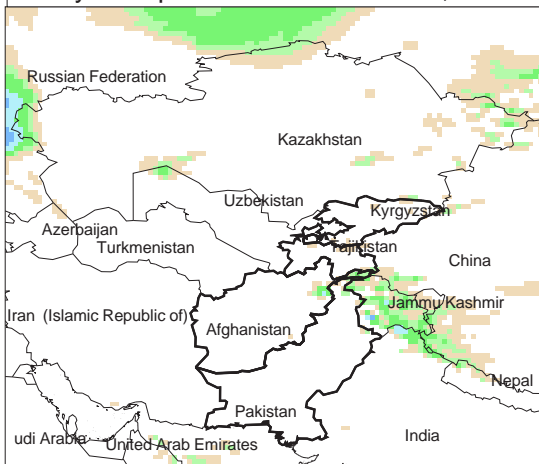 Russian Federation
Kazakhstan
Uzbekistan
Kyrgyzstan
Azerbaijan
Turkmenistan
Tajikistan
China
Jammu Kashmir
Iran (Islamic Republic of)
Afghanistan
Nepal
Pakistan
udi Arabia
United Arab Emirates
India